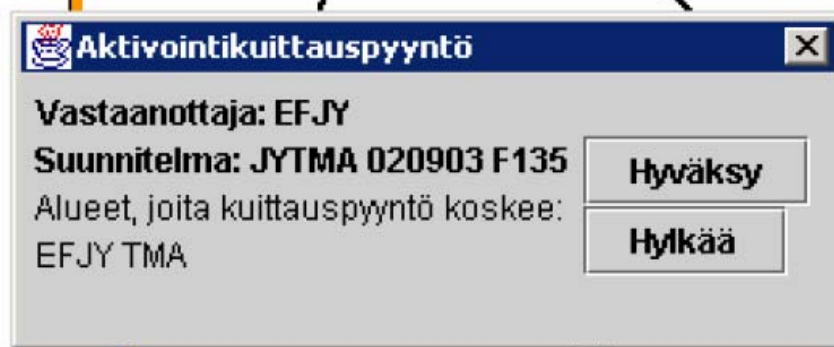 Aktivointikuittauspyyntö
Vastaanottaja: EFJY
Suunnitelma: JYTMA 020903 F135
Hyväksy
Alueet, joita kuittauspyyntö koskee:
Hylkää
EFJY TMA